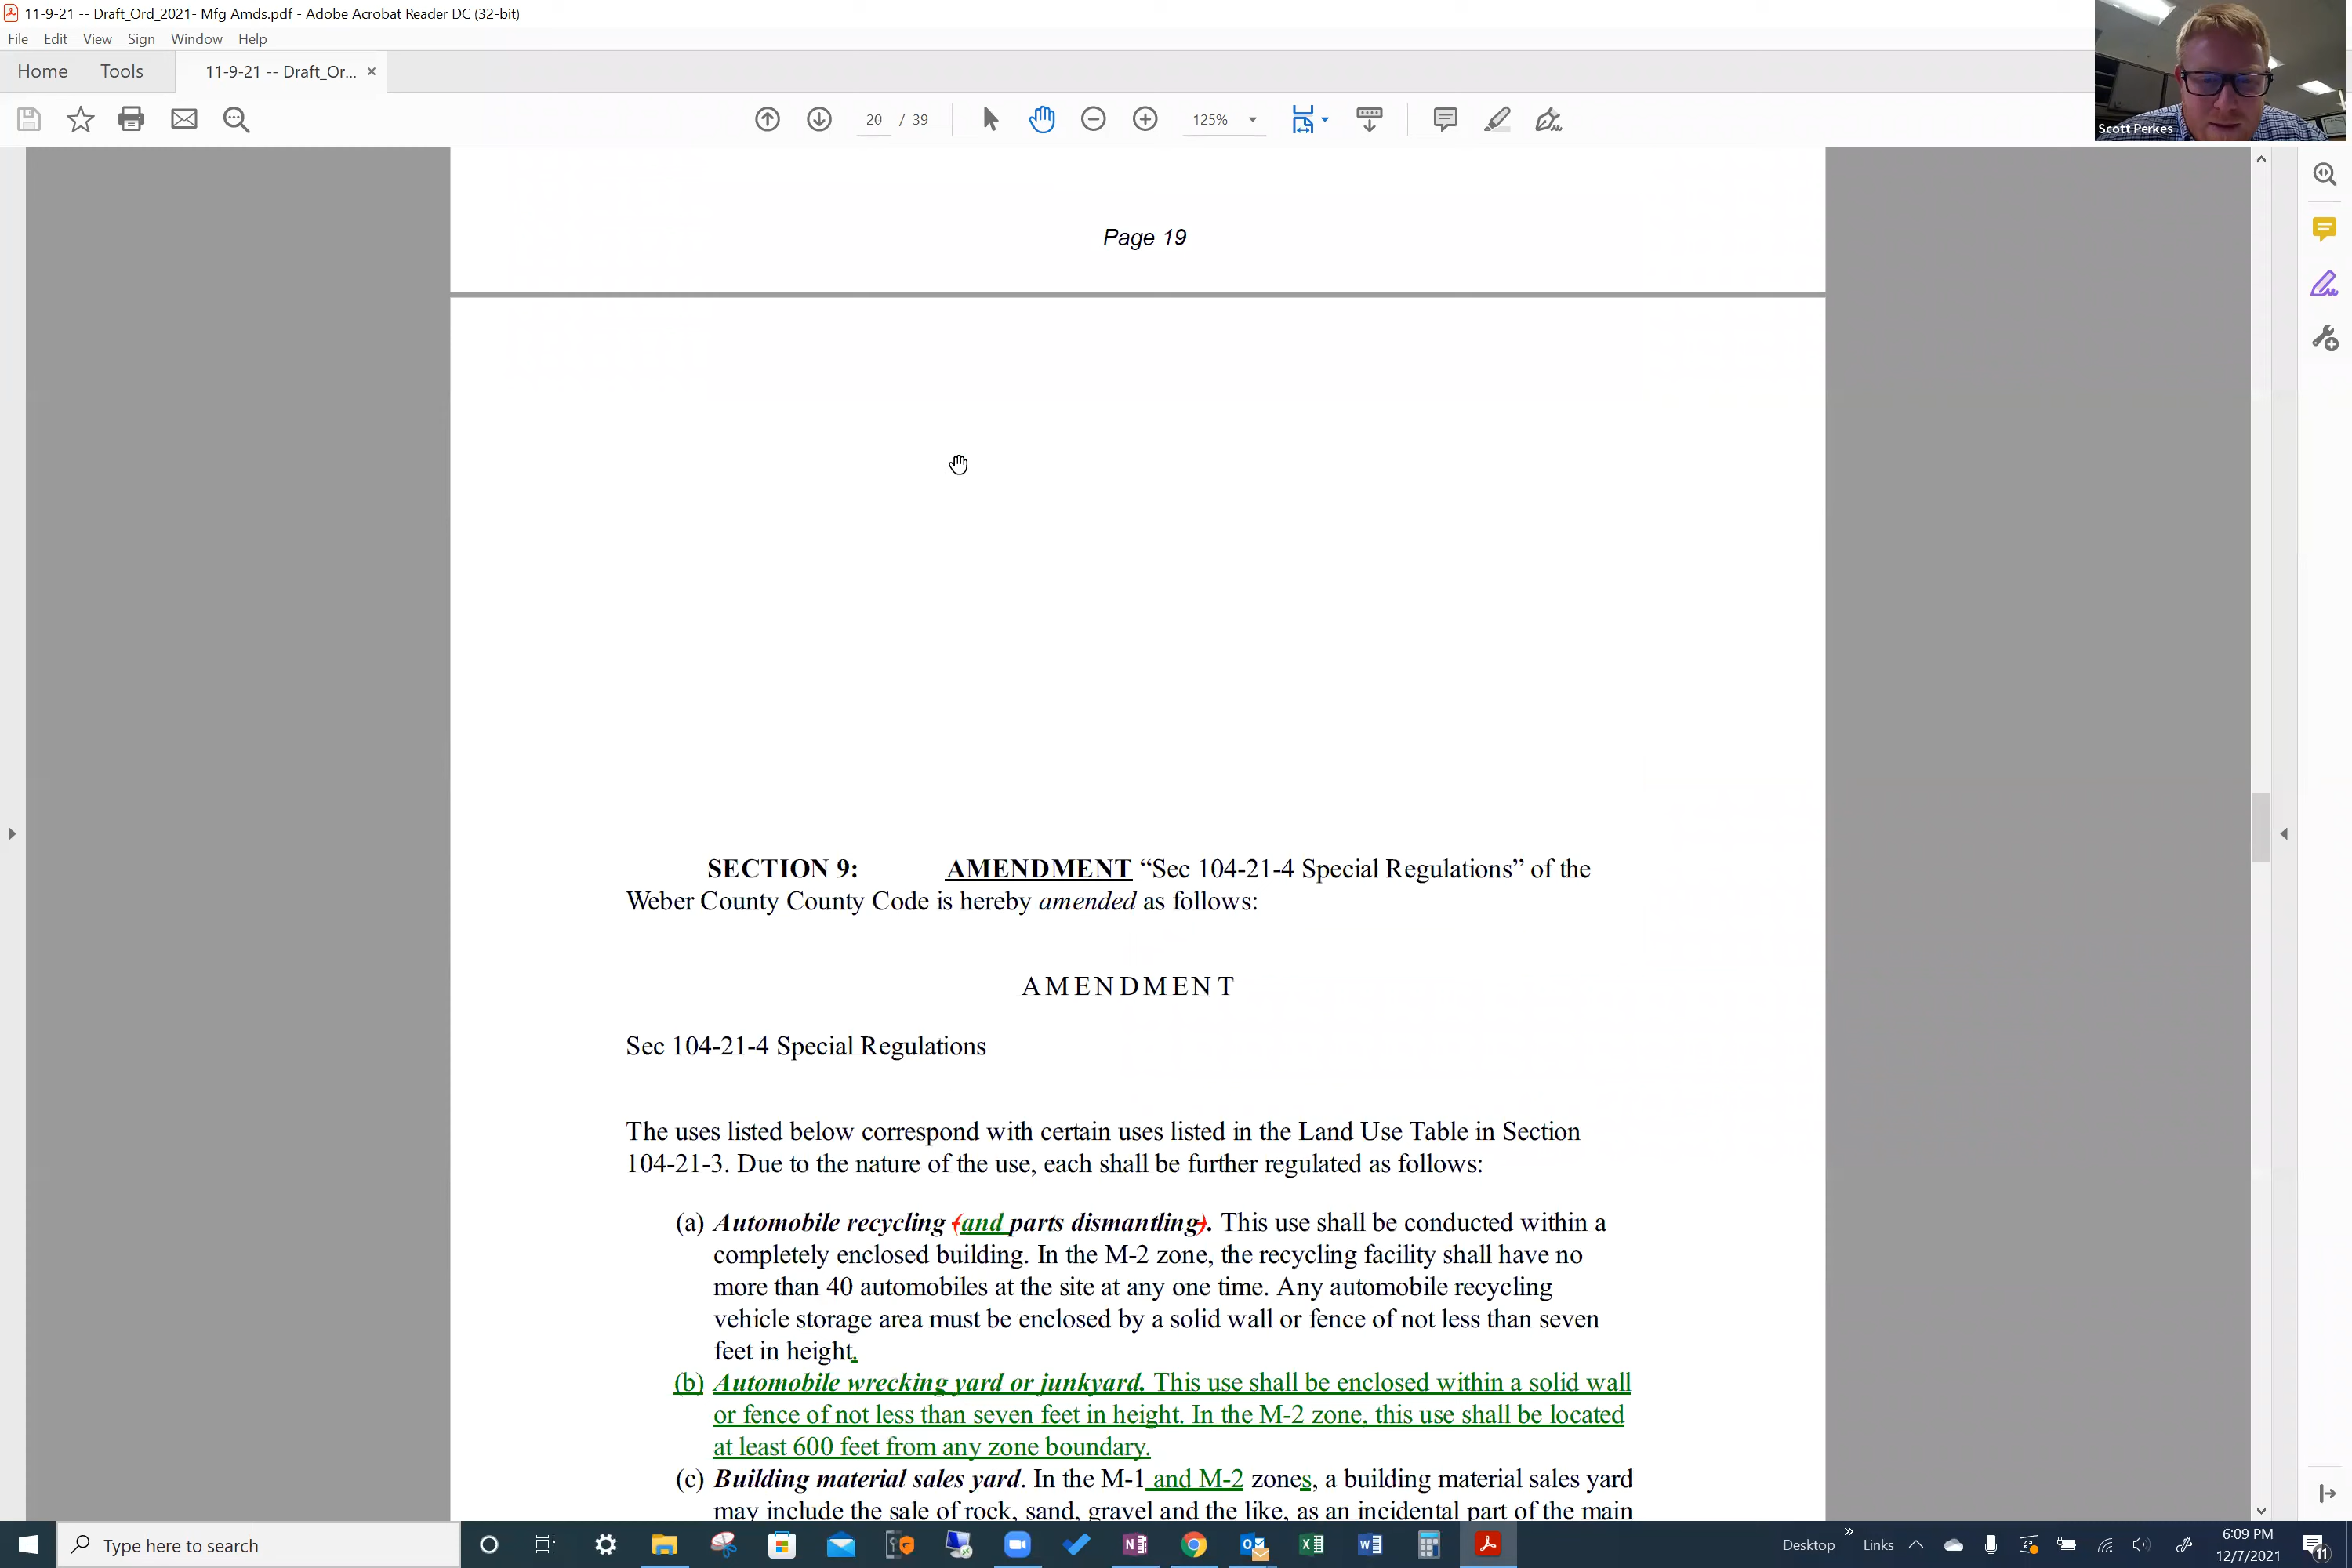 11-9-21 -- Draft_Ord_2021- Mfg Amds.pdf - Adobe Acrobat Reader DC (32-bit)
File Edit View Sign Window Help
Home Tools 11-9-21 -- Draft_Or... ×
20 / 39 125%
Scott Perkes
Page 19
SECTION 9: AMENDMENT “Sec 104-21-4 Special Regulations” of the
Weber County County Code is hereby amended as follows:
AMENDMENT
Sec 104-21-4 Special Regulations
The uses listed below correspond with certain uses listed in the Land Use Table in Section
104-21-3. Due to the nature of the use, each shall be further regulated as follows:
(a) Automobile recycling (and parts dismantling). This use shall be conducted within a
completely enclosed building. In the M-2 zone, the recycling facility shall have no
more than 40 automobiles at the site at any one time. Any automobile recycling
vehicle storage area must be enclosed by a solid wall or fence of not less than seven
feet in height.
(b) Automobile wrecking yard or junkyard. This use shall be enclosed within a solid wall
or fence of not less than seven feet in height. In the M-2 zone, this use shall be located
at least 600 feet from any zone boundary.
(c) Building material sales yard. In the M-1 and M-2 zones, a building material sales yard
may include the sale of rock, sand, gravel and the like, as an incidental part of the main
Type here to search
Desktop » Links
6:09 PM
12/7/2021
11